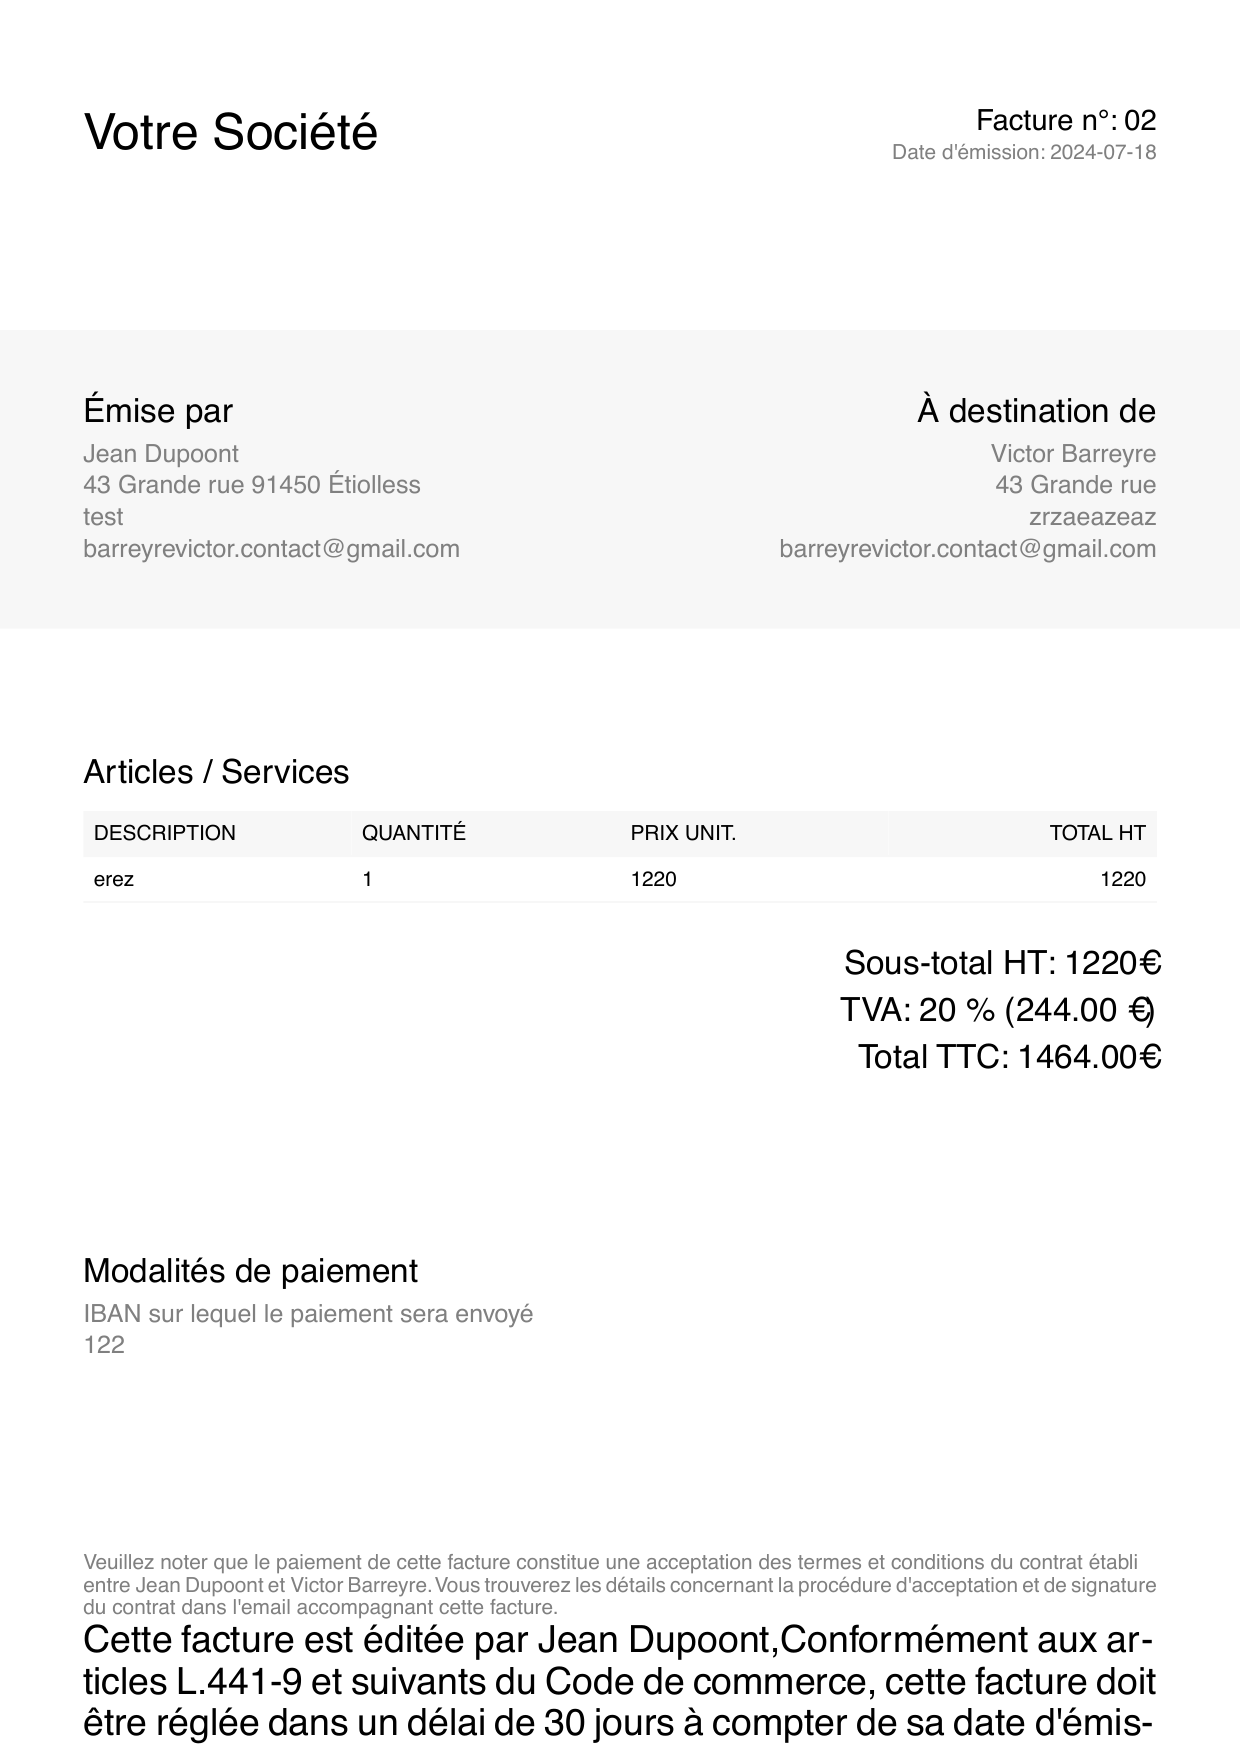 Votre Société
Facture n°: 02
Date d'émission: 2024-07-18
Émise par
Jean Dupoont
43 Grande rue 91450 Étiolless
test
barreyrevictor.contact@gmail.com
À destination de
Victor Barreyre
43 Grande rue
zrzaeazeaz
barreyrevictor.contact@gmail.com
Articles / Services
DESCRIPTION QUANTITÉ PRIX UNIT. TOTAL HT
erez 1 1220 1220
Sous-total HT: 1220€
TVA: 20 % (244.00 €)
Total TTC: 1464.00€
Modalités de paiement
IBAN sur lequel le paiement sera envoyé
122
Veuillez noter que le paiement de cette facture constitue une acceptation des termes et conditions du contrat établi
entre Jean Dupoont et Victor Barreyre. Vous trouverez les détails concernant la procédure d'acceptation et de signature
du contrat dans l'email accompagnant cette facture.
Cette facture est éditée par Jean Dupoont,Conformément aux ar-
ticles L.441-9 et suivants du Code de commerce, cette facture doit
être réglée dans un délai de 30 jours à compter de sa date d'émis-